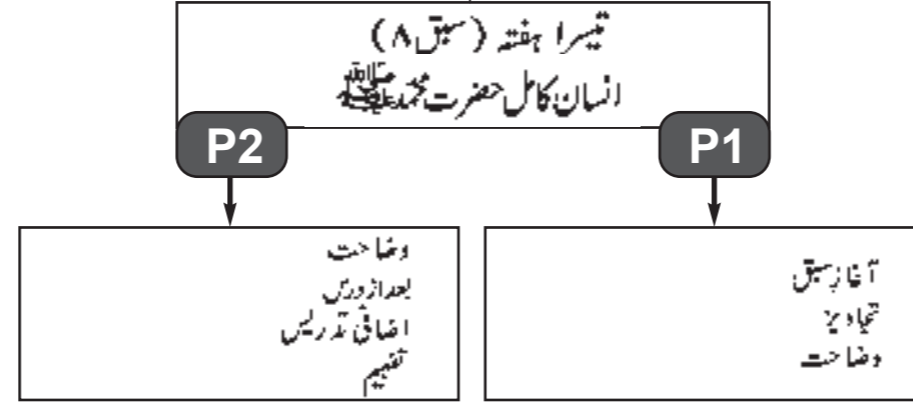 تیسرا ہفتہ (سبق ۸)
انسان کامل حضرت محمد ﷺ
P1
P2
آغازِ سبق
تجاویز
وضاحت
وضاحت
بعد از درس
اضافی تدریس
تفہیم